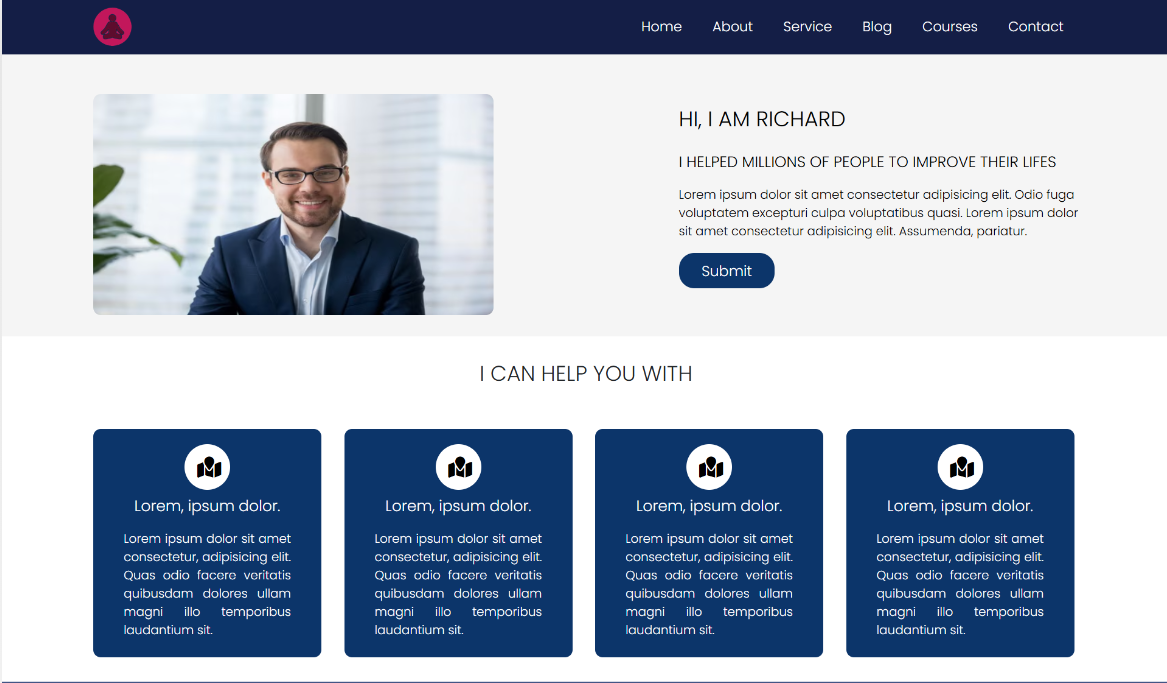 Home About Service Blog Courses Contact
HI, I AM RICHARD
I HELPED MILLIONS OF PEOPLE TO IMPROVE THEIR LIFES
Lorem ipsum dolor sit amet consectetur adipisicing elit. Odio fuga
voluptatem excepturi culpa voluptatibus quasi. Lorem ipsum dolor
sit amet consectetur adipisicing elit. Assumenda, pariatur.
Submit
I CAN HELP YOU WITH
Lorem, ipsum dolor.
Lorem ipsum dolor sit amet
consectetur, adipisicing elit.
Quas odio facere veritatis
quibusdam dolores ullam
magni illo temporibus
laudantium sit.
Lorem, ipsum dolor.
Lorem ipsum dolor sit amet
consectetur, adipisicing elit.
Quas odio facere veritatis
quibusdam dolores ullam
magni illo temporibus
laudantium sit.
Lorem, ipsum dolor.
Lorem ipsum dolor sit amet
consectetur, adipisicing elit.
Quas odio facere veritatis
quibusdam dolores ullam
magni illo temporibus
laudantium sit.
Lorem, ipsum dolor.
Lorem ipsum dolor sit amet
consectetur, adipisicing elit.
Quas odio facere veritatis
quibusdam dolores ullam
magni illo temporibus
laudantium sit.